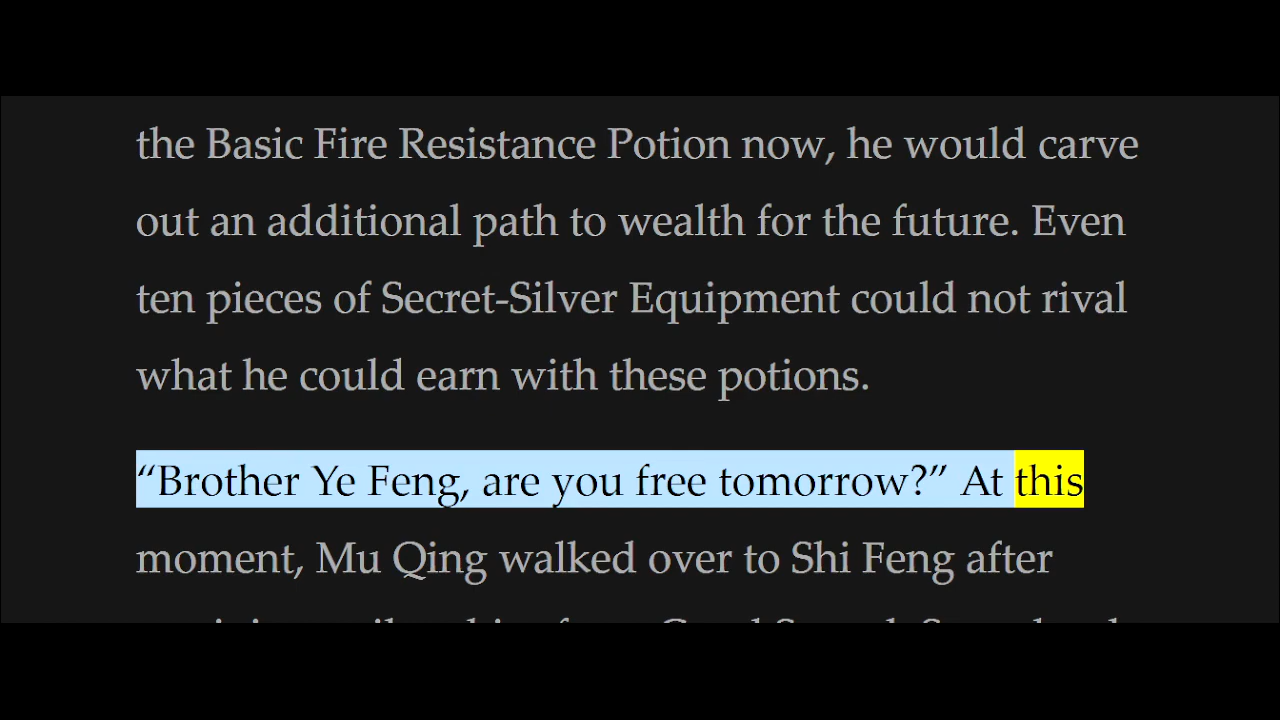 the Basic Fire Resistance Potion now, he would carve
out an additional path to wealth for the future. Even
ten pieces of Secret-Silver Equipment could not rival
what he could earn with these potions.
“Brother Ye Feng, are you free tomorrow?” At this
moment, Mu Qing walked over to Shi Feng after